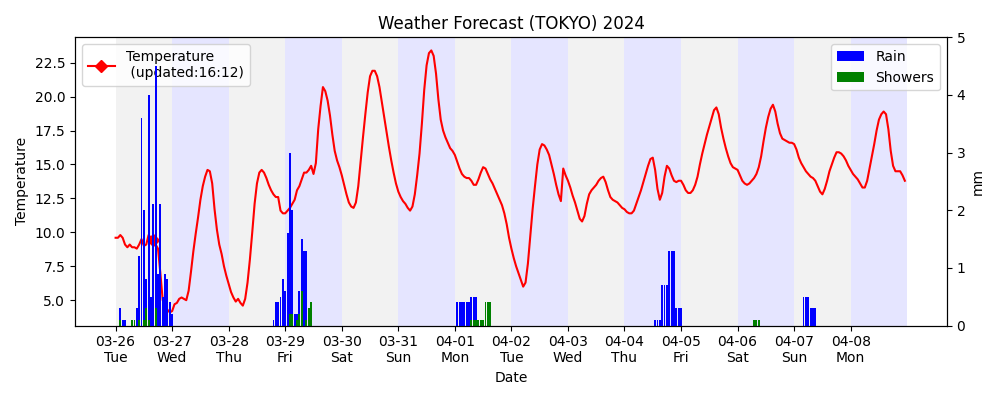 Weather Forecast (TOKYO) 2024
Temperature
(updated:16:12)
Rain
Showers
Temperature
22.5
20.0
17.5
15.0
12.5
10.0
7.5
5.0
5
4
3
2
1
0
mm
03-26 03-27 03-28 03-29 03-30 03-31 04-01 04-02 04-03 04-04 04-05 04-06 04-07 04-08
Tue Wed Thu Fri Sat Sun Mon Tue Wed Thu Fri Sat Sun Mon
Date